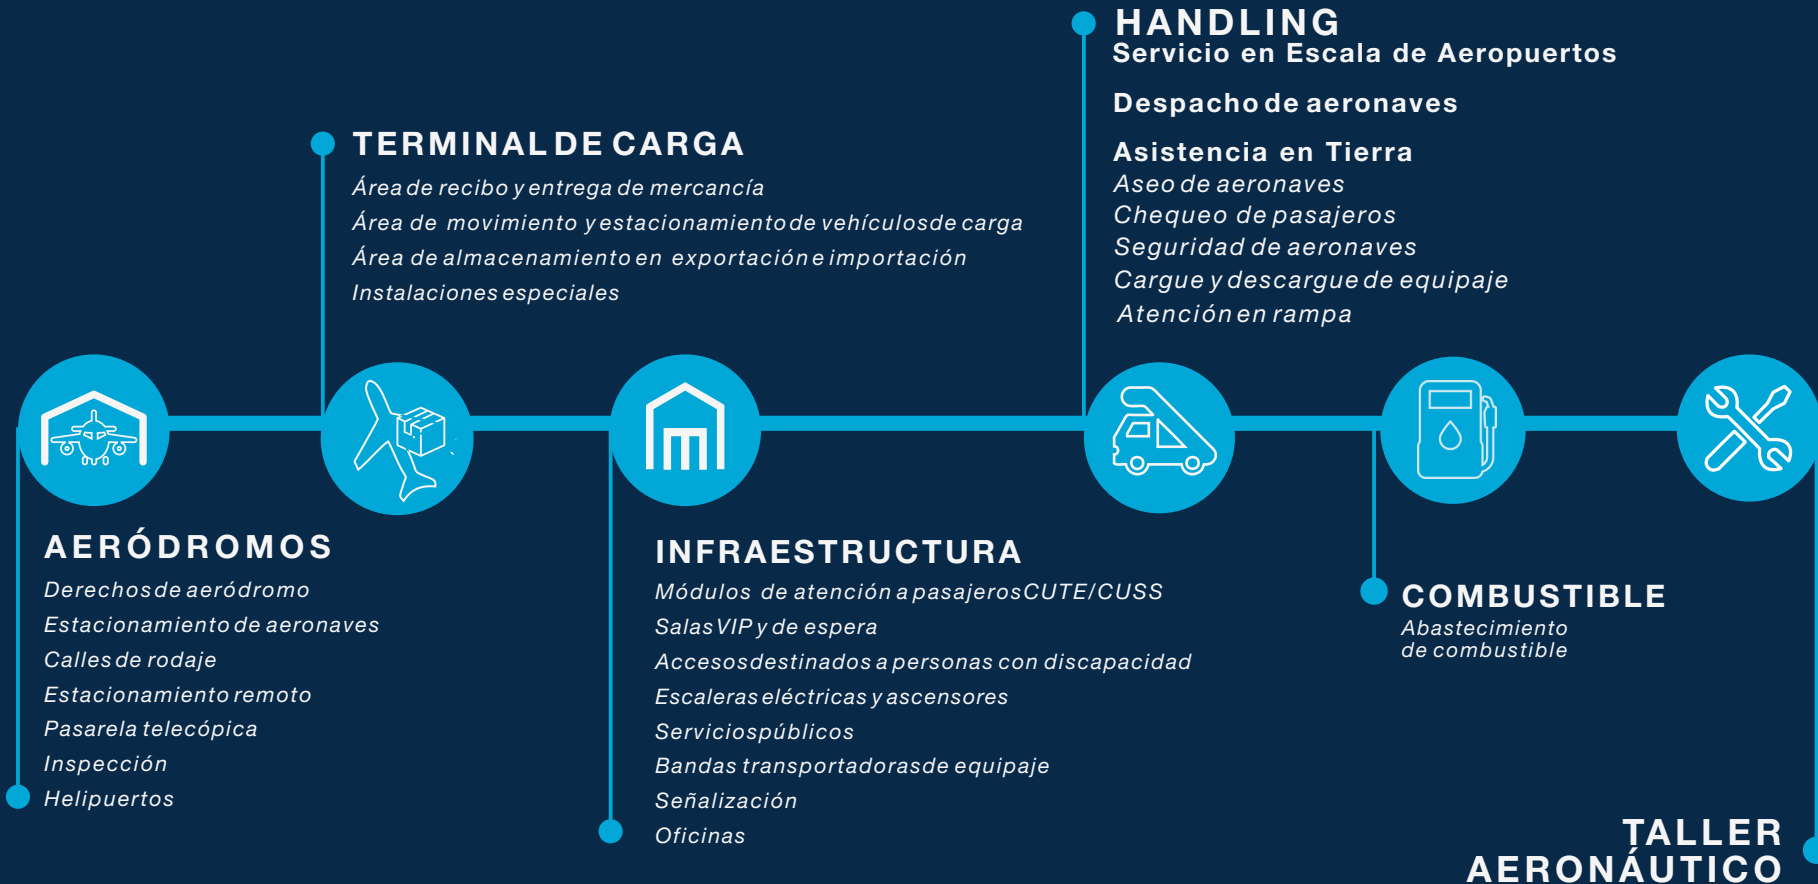 HANDLING
Servicio en Escala de Aeropuertos
Despacho de aeronaves
Asistencia en Tierra
Aseo de aeronaves
Chequeo de pasajeros
Seguridad de aeronaves
Cargue y descargue de equipaje
Atención en rampa
TERMINAL DE CARGA
Área de recibo y entrega de mercancía
Área de movimiento y estacionamiento de vehículos de carga
Área de almacenamiento en exportación e importación
Instalaciones especiales
AERÓDROMOS
Derechos de aeródromo
Estacionamiento de aeronaves
Calles de rodaje
Estacionamiento remoto
Pasarela telecópica
Inspección
Helipuertos
INFRAESTRUCTURA
Módulos de atención a pasajeros CUTE/CUSS
Salas VIP y de espera
Accesos destinados a personas con discapacidad
Escaleras eléctricas y ascensores
Servicios públicos
Bandas transportadoras de equipaje
Señalización
Oficinas
COMBUSTIBLE
Abastecimiento
de combustible
TALLER
AERONÁUTICO